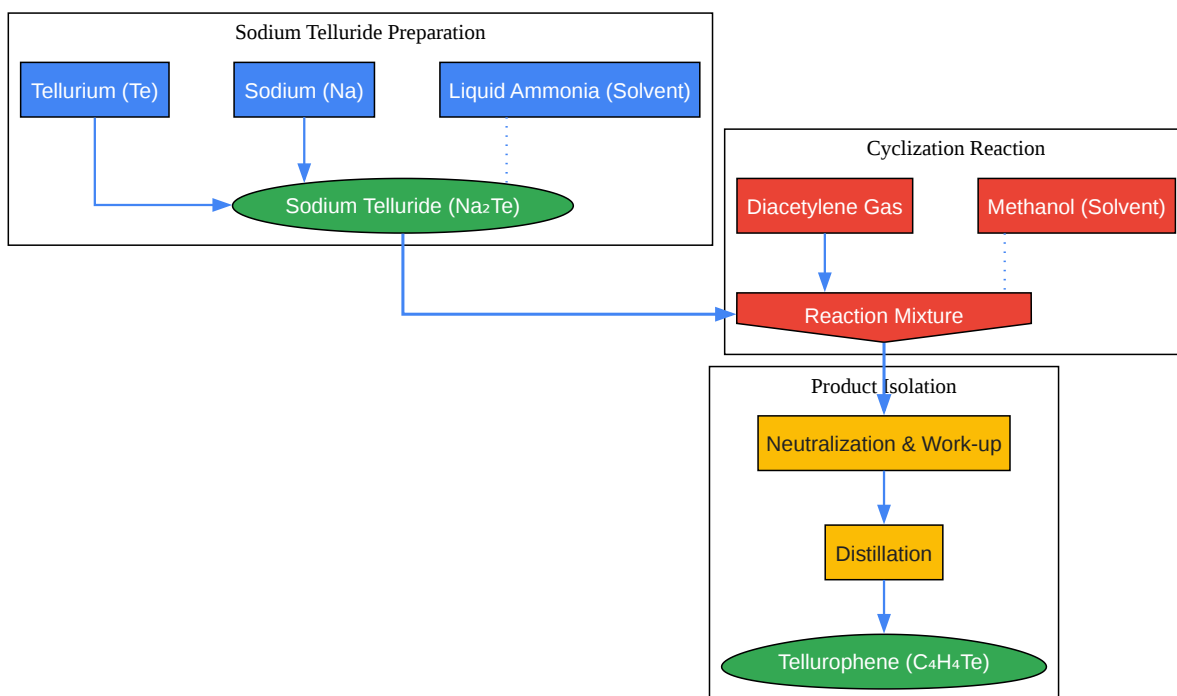 Sodium Telluride Preparation
Tellurium (Te)
Sodium (Na)
Liquid Ammonia (Solvent)
Sodium Telluride (Na₂Te)
Cyclization Reaction
Diacetylene Gas
Methanol (Solvent)
Reaction Mixture
Product Isolation
Neutralization & Work-up
Distillation
Tellurophene (C₄H₄Te)